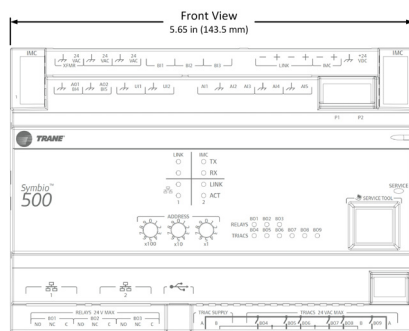 Front View
5.65 in (143.5 mm)
IMC
24 VAC 24 VAC 24 VAC
XFMR
BI1 BI2 BI3
LINK IMC
+24 VDC
IMC
AO1 BI4 AO2 BI5 UI1 UI2
AI1 AI2 AI3 AI4 AI5
P1 P2
TRANE
LINK IMC
TX
RX
LINK
ACT
1 2
Symbio™
500
SERVICE
SERVICE TOOL
ADDRESS
x100 x10 x1
BO1 BO2 BO3
RELAYS
TRIACS
BO4 BO5 BO6 BO7 BO8 BO9
1 2
RELAYS 24 V MAX
BO1 BO2 BO3
NO NC C NO NC C NO NC C
TRIAC SUPPLY
A B
TRIACS 24 VAC MAX
BO4 BO5 BO6 BO7 BO8 B BO9 A